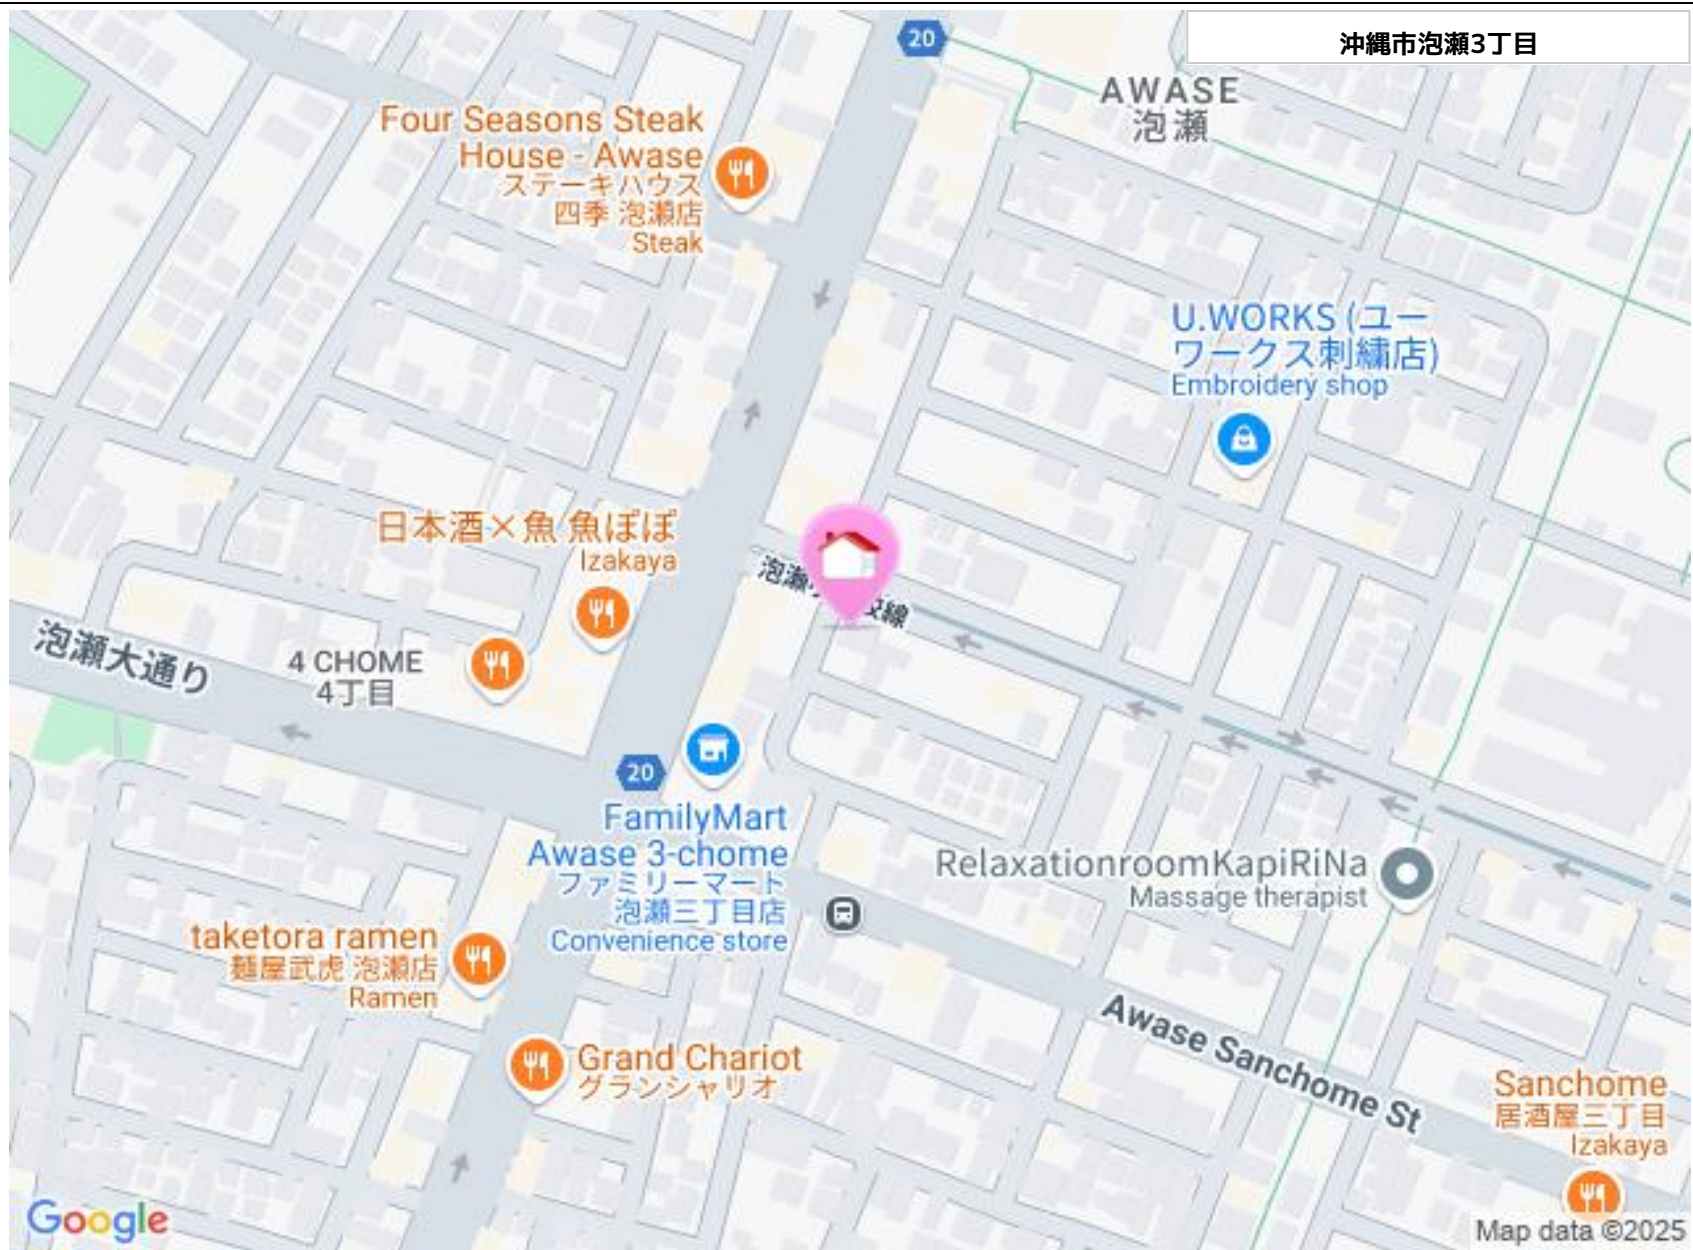 沖縄市泡瀬3丁目
20
AWASE
泡瀬
Four Seasons Steak
House - Awase
ステーキハウス
四季 泡瀬店
Steak
U.WORKS (ユー
ワークス刺繍店)
Embroidery shop
日本酒×魚 魚ぽぽ
Izakaya
泡瀬
線
泡瀬大通り
4 CHOME
4丁目
20
FamilyMart
Awase 3-chome
ファミリーマート
泡瀬三丁目店
Convenience store
RelaxationroomKapiRiNa
Massage therapist
taketora ramen
麺屋武虎 泡瀬店
Ramen
Awase Sanchome St
Grand Chariot
グランシャリオ
Sanchome
居酒屋三丁目
Izakaya
Google
Map data ©2025